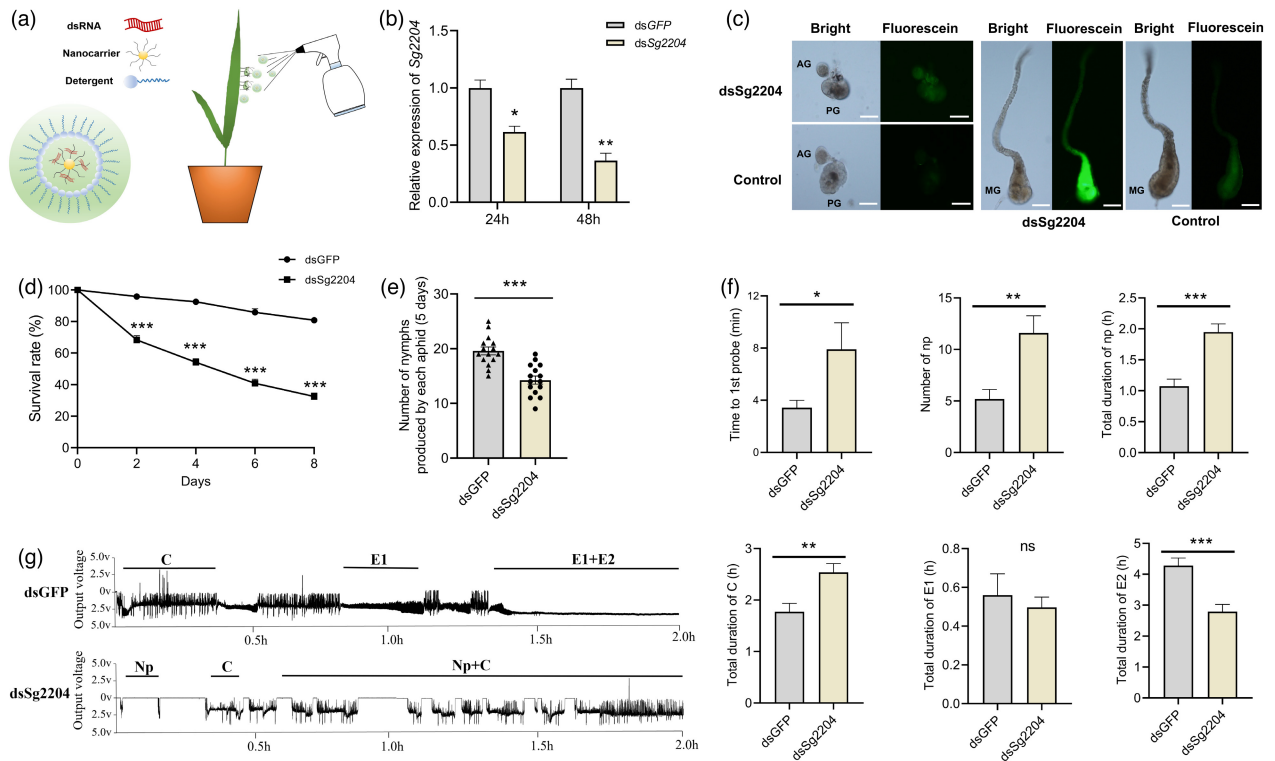 (a)
dsRNA
Nanocarrier
Detergent
(b)
dsGFP
dsSg2204
Relative expression of Sg2204
1.5
1.0
0.5
0.0
*
**
24h
48h
(c)
Bright
Fluorescein
Bright
Fluorescein
Bright
Fluorescein
dsSg2204
AG
PG
Control
AG
PG
MG
MG
dsSg2204
Control
(d)
dsGFP
dsSg2204
Survival rate (%)
100
80
60
40
20
0
***
***
***
***
0
2
4
6
8
Days
(e)
Number of nymphs
produced by each aphid (5 days)
30
20
10
0
***
dsGFP
dsSg2204
(f)
Time to 1st probe (min)
12
8
4
0
*
dsGFP
dsSg2204
Number of np
15
10
5
0
**
dsGFP
dsSg2204
Total duration of np (h)
2.5
2.0
1.5
1.0
0.5
0.0
***
dsGFP
dsSg2204
Total duration of C (h)
3
2
1
0
**
dsGFP
dsSg2204
Total duration of E1 (h)
0.8
0.6
0.4
0.2
0.0
ns
dsGFP
dsSg2204
Total duration of E2 (h)
5
4
3
2
1
0
***
dsGFP
dsSg2204
(g)
dsGFP
Output voltage
5.0v
2.5v
0v
2.5v
5.0v
C
E1
E1+E2
0.5h
1.0h
1.5h
2.0h
dsSg2204
Output voltage
5.0v
2.5v
0v
2.5v
5.0v
Np
C
Np+C
0.5h
1.0h
1.5h
2.0h